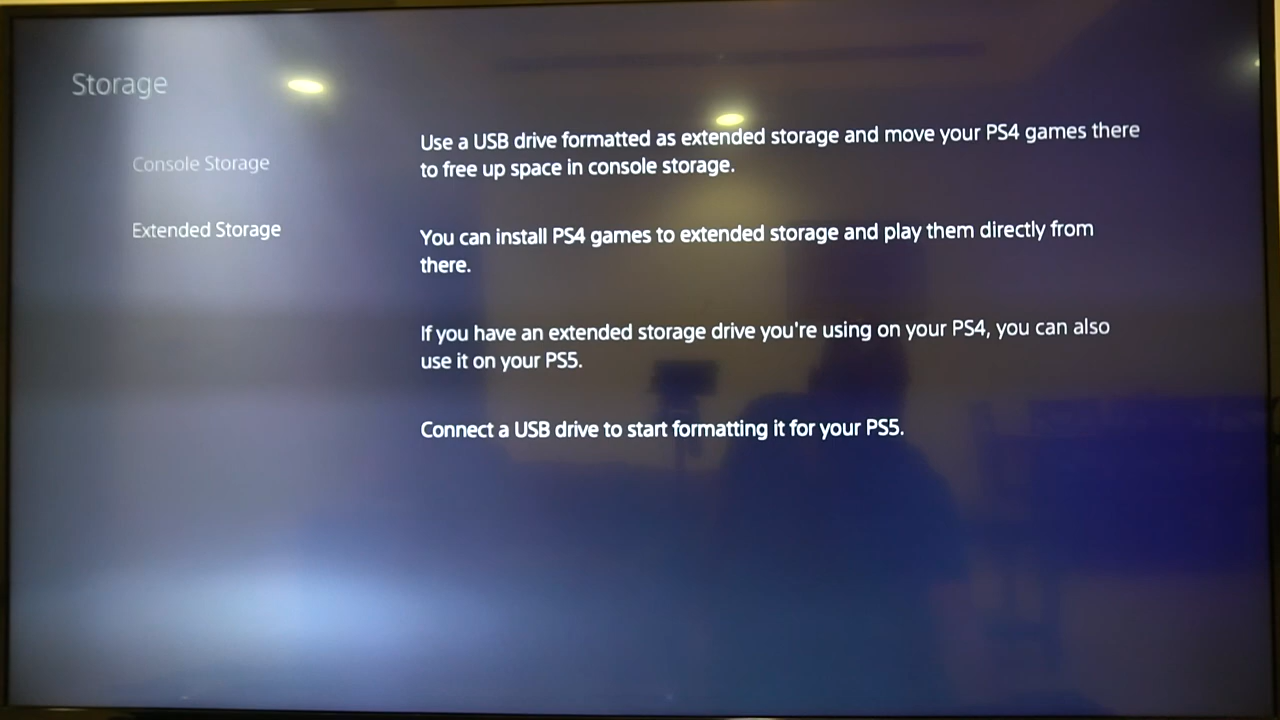 Storage
Console Storage
Extended Storage
Use a USB drive formatted as extended storage and move your PS4 games there
to free up space in console storage.
You can install PS4 games to extended storage and play them directly from
there.
If you have an extended storage drive you're using on your PS4, you can also
use it on your PS5.
Connect a USB drive to start formatting it for your PS5.